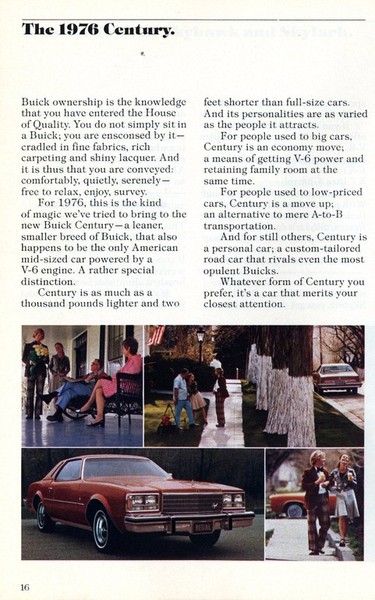 The 1976 Century.
Buick ownership is the knowledge
that you have entered the House
of Quality. You do not simply sit in
a Buick; you are ensconsed by it—
cradled in fine fabrics, rich
carpeting and shiny lacquer. And
it is thus that you are conveyed:
comfortably, quietly, serenely—
free to relax, enjoy, survey.
For 1976, this is the kind
of magic we've tried to bring to the
new Buick Century—a leaner,
smaller breed of Buick, that also
happens to be the only American
mid-sized car powered by a
V-6 engine. A rather special
distinction.
Century is as much as a
thousand pounds lighter and two
feet shorter than full-size cars.
And its personalities are as varied
as the people it attracts.
For people used to big cars,
Century is an economy move;
a means of getting V-6 power and
retaining family room at the
same time.
For people used to low-priced
cars, Century is a move up;
an alternative to mere A-to-B
transportation.
And for still others, Century is
a personal car; a custom-tailored
road car that rivals even the most
opulent Buicks.
Whatever form of Century you
prefer, it's a car that merits your
closest attention.
16